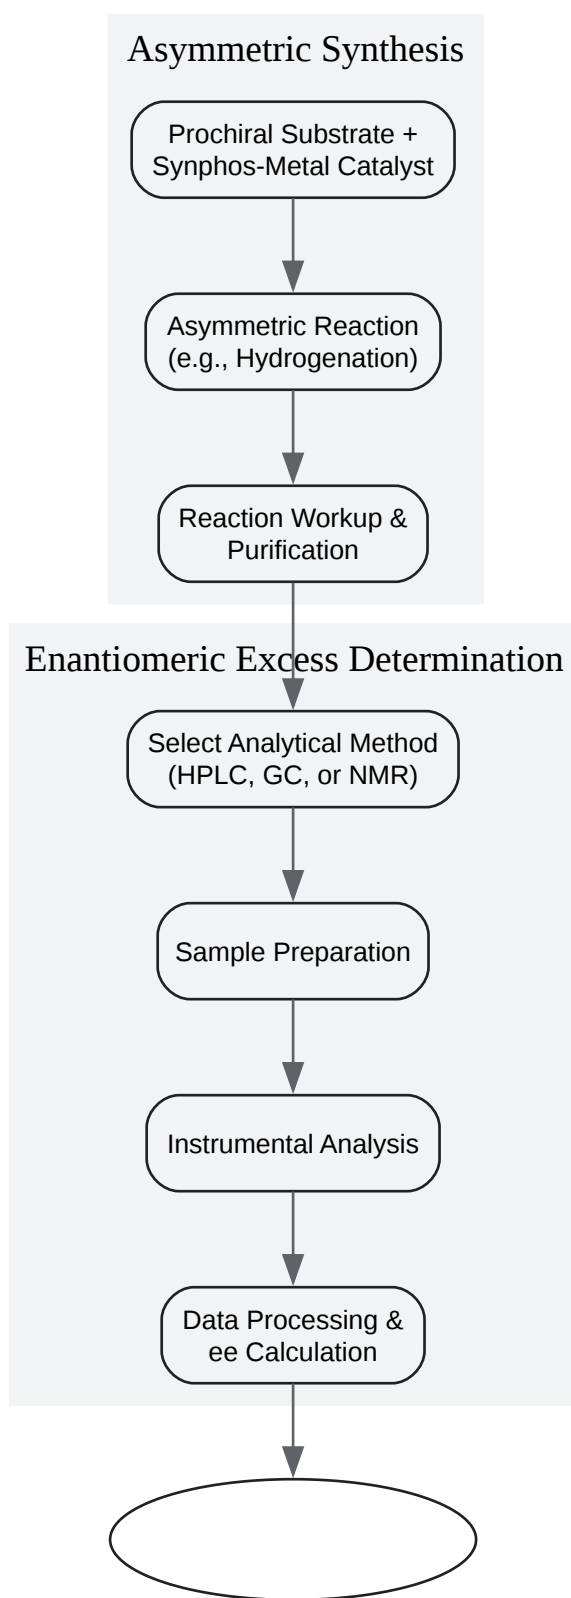 Asymmetric Synthesis
Prochiral Substrate +
Synphos-Metal Catalyst
Asymmetric Reaction
(e.g., Hydrogenation)
Reaction Workup &
Purification
Enantiomeric Excess Determination
Select Analytical Method
(HPLC, GC, or NMR)
Sample Preparation
Instrumental Analysis
Data Processing &
ee Calculation